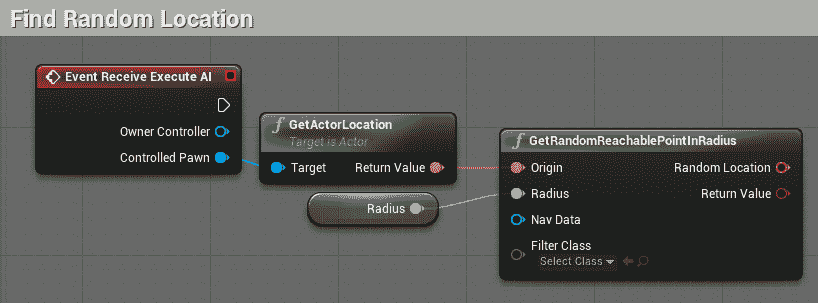 Find Random Location
Event Receive Execute AI
Owner Controller
Controlled Pawn
GetActorLocation
Target is Actor
Target Return Value
Radius
GetRandomReachablePointInRadius
Origin Random Location
Radius Return Value
Nav Data
Filter Class
Select Class